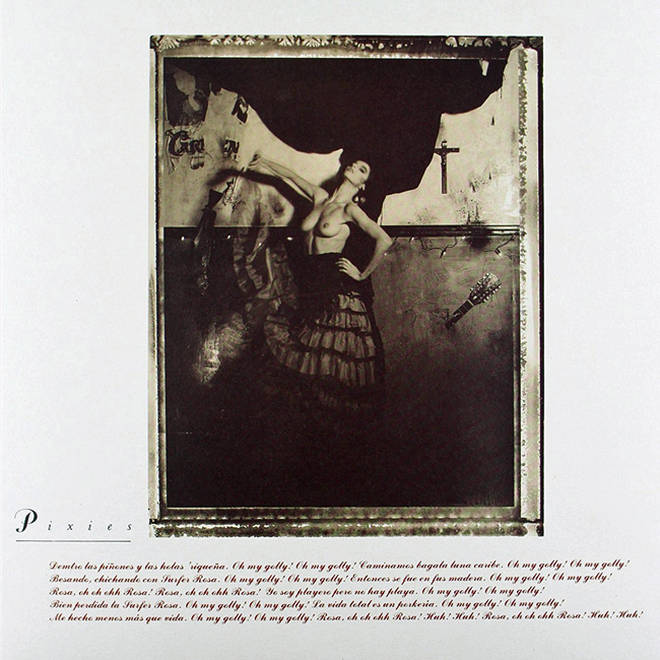 Pixies
Demtro las piñones y las holas 'riqueña. Oh my golly! Oh my golly! Caminamos bagala luna caribe. Oh my golly! Oh my golly!
Besando, chichando con Surfer Rosa. Oh my golly! Oh my golly! Entonces se fue en fus madera. Oh my golly! Oh my golly!
Rosa, oh oh ohh Rosa! Rosa, oh oh ohh Rosa! Yo soy playero pero no hay playa. Oh my golly! Oh my golly!
Bien perdida la Surfer Rosa. Oh my golly! Oh my golly! La vida total es un porkeria. Oh my golly! Oh my golly!
Me hecho menos más que vida. Oh my golly! Oh my golly! Rosa, oh oh ohh Rosa! Huh! Huh! Rosa, oh oh ohh Rosa! Huh! Huh!